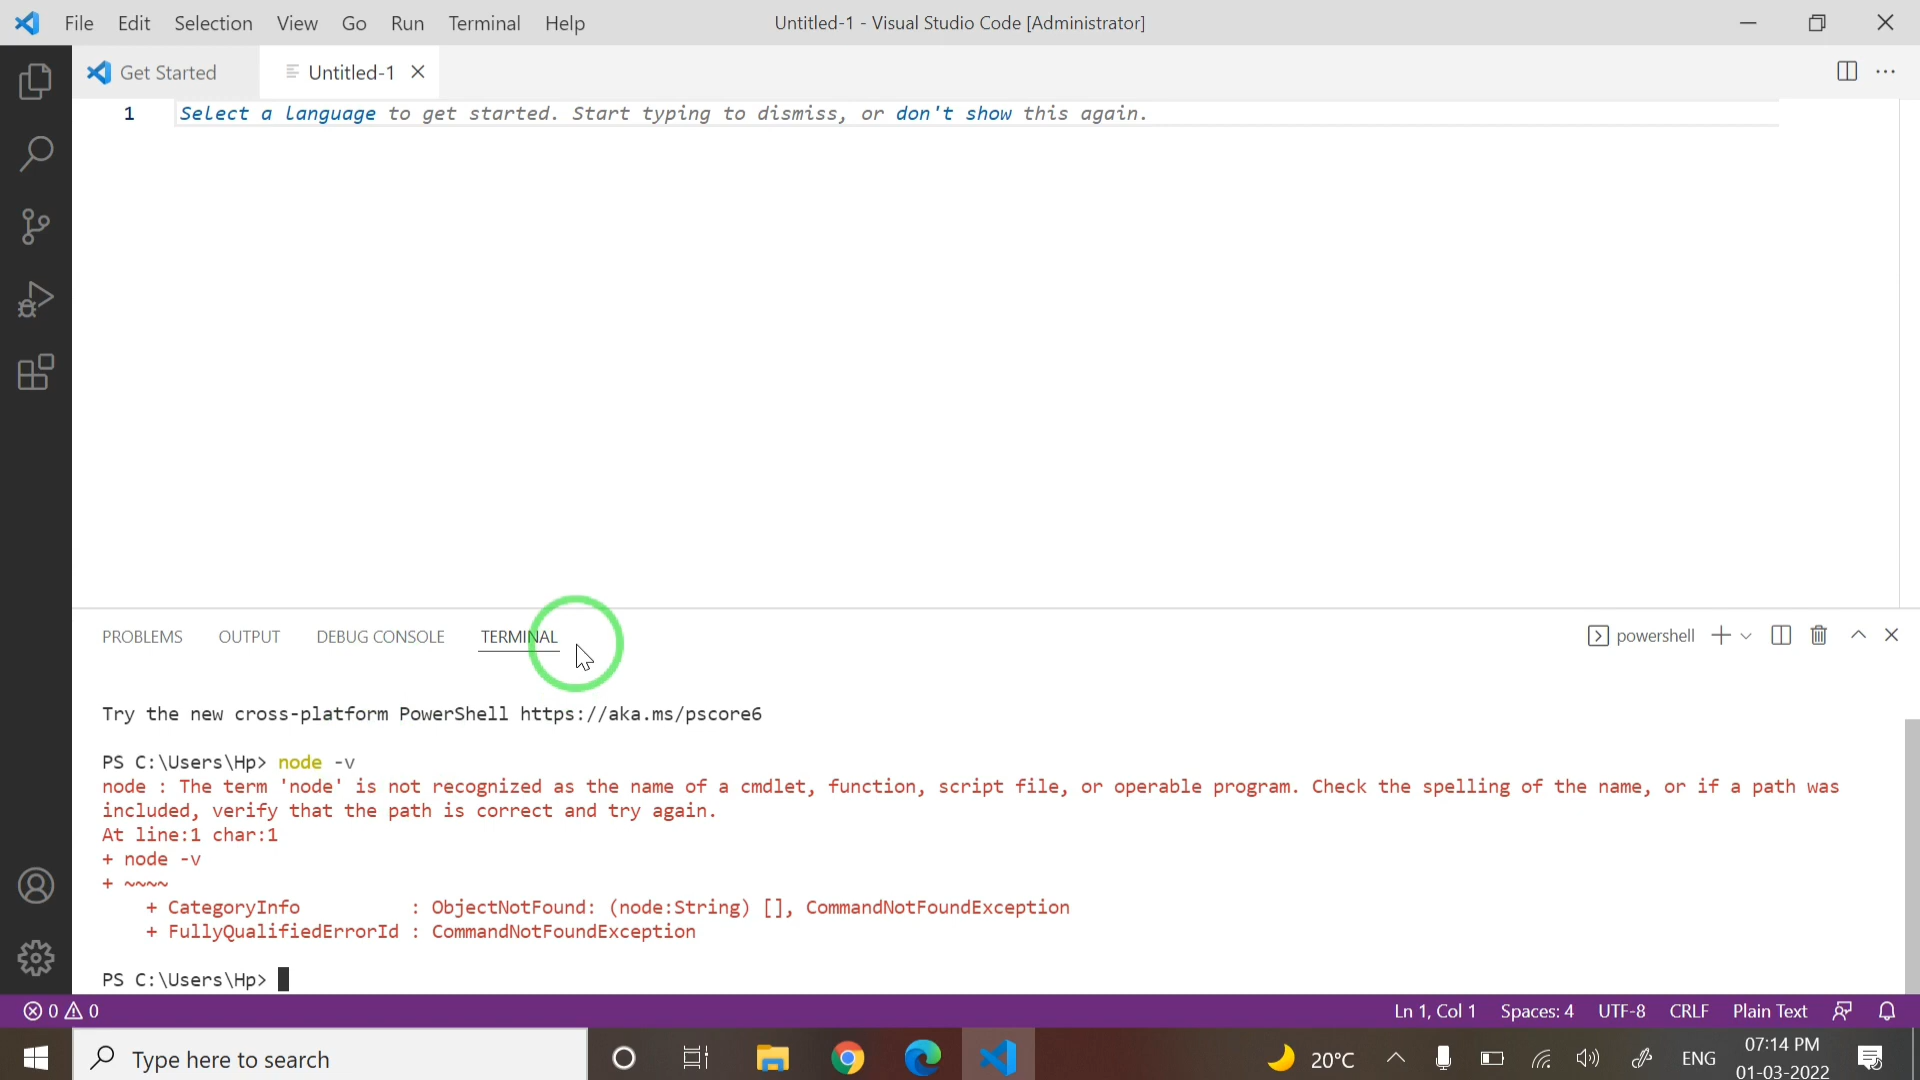 File Edit Selection View Go Run Terminal Help Untitled-1 - Visual Studio Code [Administrator]
Get Started Untitled-1
1 Select a language to get started. Start typing to dismiss, or don't show this again.
PROBLEMS OUTPUT DEBUG CONSOLE TERMINAL powershell
Try the new cross-platform PowerShell https://aka.ms/pscore6
PS C:\Users\Hp> node -v
node : The term 'node' is not recognized as the name of a cmdlet, function, script file, or operable program. Check the spelling of the name, or if a path was
included, verify that the path is correct and try again.
At line:1 char:1
+ node -v
+ ~~~~
+ CategoryInfo : ObjectNotFound: (node:String) [], CommandNotFoundException
+ FullyQualifiedErrorId : CommandNotFoundException
PS C:\Users\Hp>
0 0 Ln 1, Col 1 Spaces: 4 UTF-8 CRLF Plain Text
Type here to search 20°C ENG 07:14 PM
01-03-2022